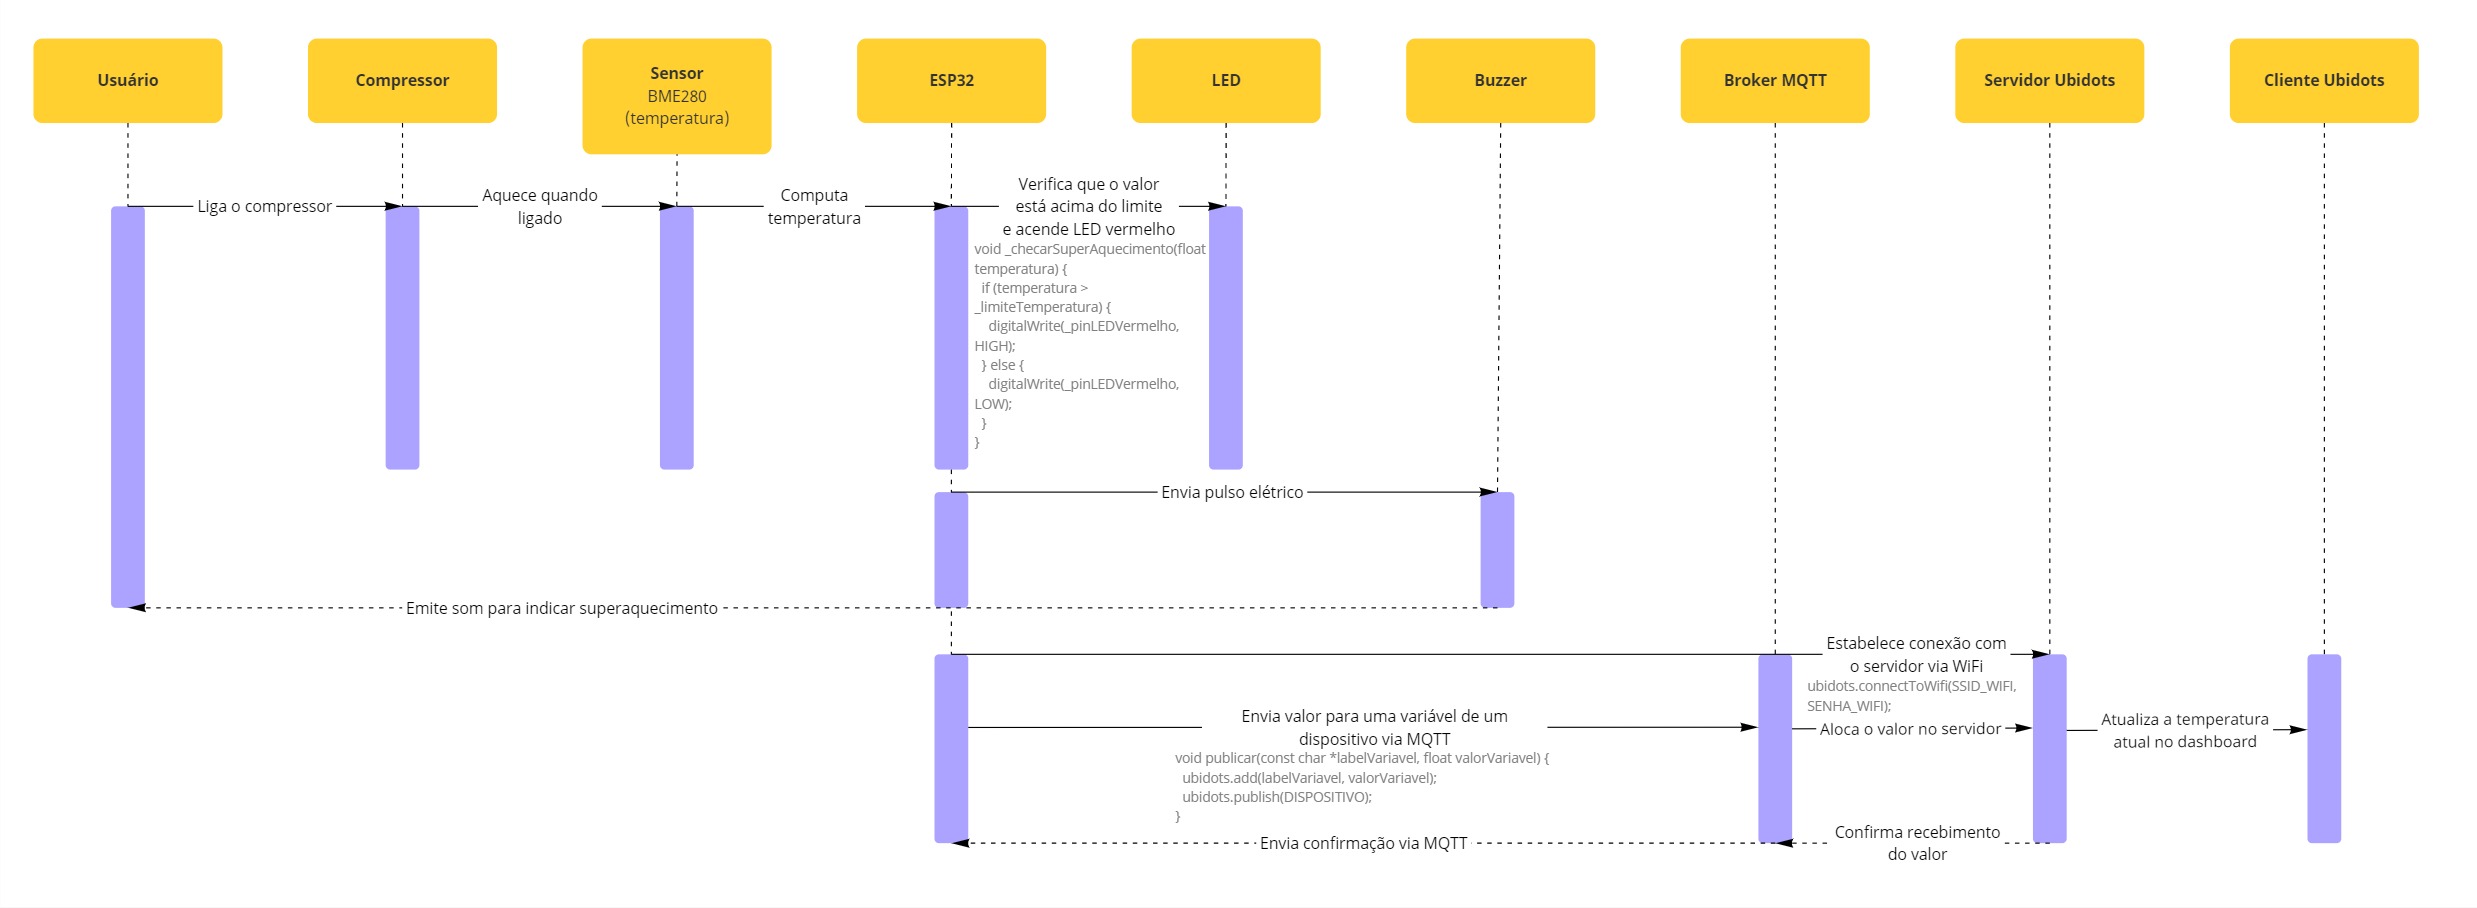 Usuário
Compressor
Sensor
BME280
(temperatura)
ESP32
LED
Buzzer
Broker MQTT
Servidor Ubidots
Cliente Ubidots
Liga o compressor
Aquece quando
ligado
Computa
temperatura
Verifica que o valor
está acima do limite
e acende LED vermelho
void _checarSuperAquecimento(float
temperatura) {
if (temperatura >
_limiteTemperatura) {
digitalWrite(_pinLEDVermelho,
HIGH);
} else {
digitalWrite(_pinLEDVermelho,
LOW);
}
}
Envia pulso elétrico
Emite som para indicar superaquecimento
Estabelece conexão com
o servidor via WiFi
ubidots.connectToWifi(SSID_WIFI,
SENHA_WIFI);
Envia valor para uma variável de um
dispositivo via MQTT
void publicar(const char *labelVariavel, float valorVariavel) {
ubidots.add(labelVariavel, valorVariavel);
ubidots.publish(DISPOSITIVO);
}
Aloca o valor no servidor
Atualiza a temperatura
atual no dashboard
Confirma recebimento
do valor
Envia confirmação via MQTT